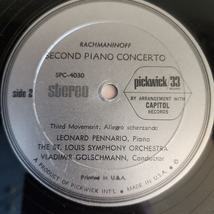 RACHMANINOFF
SECOND PIANO CONCERTO
SPC-4030
side 2
stereo
pickwick 33
BY ARRANGEMENT WITH
CAPITOL
RECORDS
Third Movement: Allegro scherzando
LEONARD PENNARIO, Piano
THE ST. LOUIS SYMPHONY ORCHESTRA
VLADIMIR GOLSCHMANN, Conductor
Printed in U.S.A.
A PRODUCT OF PICKWICK INT'L. MADE IN U.S.A.